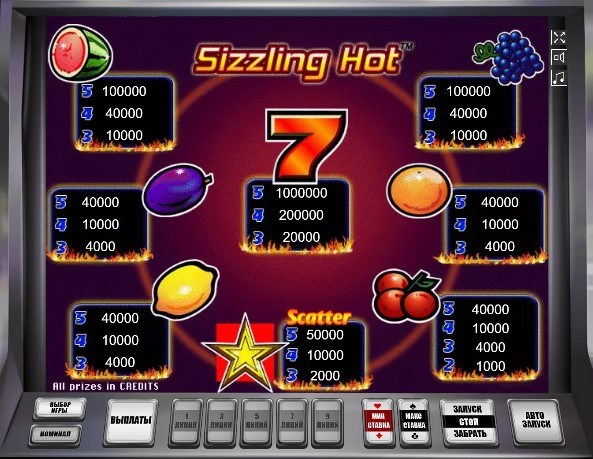 Sizzling Hot™
5 100000
4 40000
3 10000
5 100000
4 40000
3 10000
7
5 1000000
4 200000
3 20000
5 40000
4 10000
3 4000
5 40000
4 10000
3 4000
5 40000
4 10000
3 4000
Scatter
5 50000
4 10000
3 2000
5 40000
4 10000
3 4000
2 1000
All prizes in CREDITS
ВЫБОР
ИГРЫ
НОМИНАЛ
ВЫПЛАТЫ
1
ЛИНИЯ
3
ЛИНИИ
5
ЛИНИЙ
7
ЛИНИЙ
9
ЛИНИЙ
МИН
СТАВКА
МАКС
СТАВКА
ЗАПУСК
СТОП
ЗАБРАТЬ
АВТО
ЗАПУСК